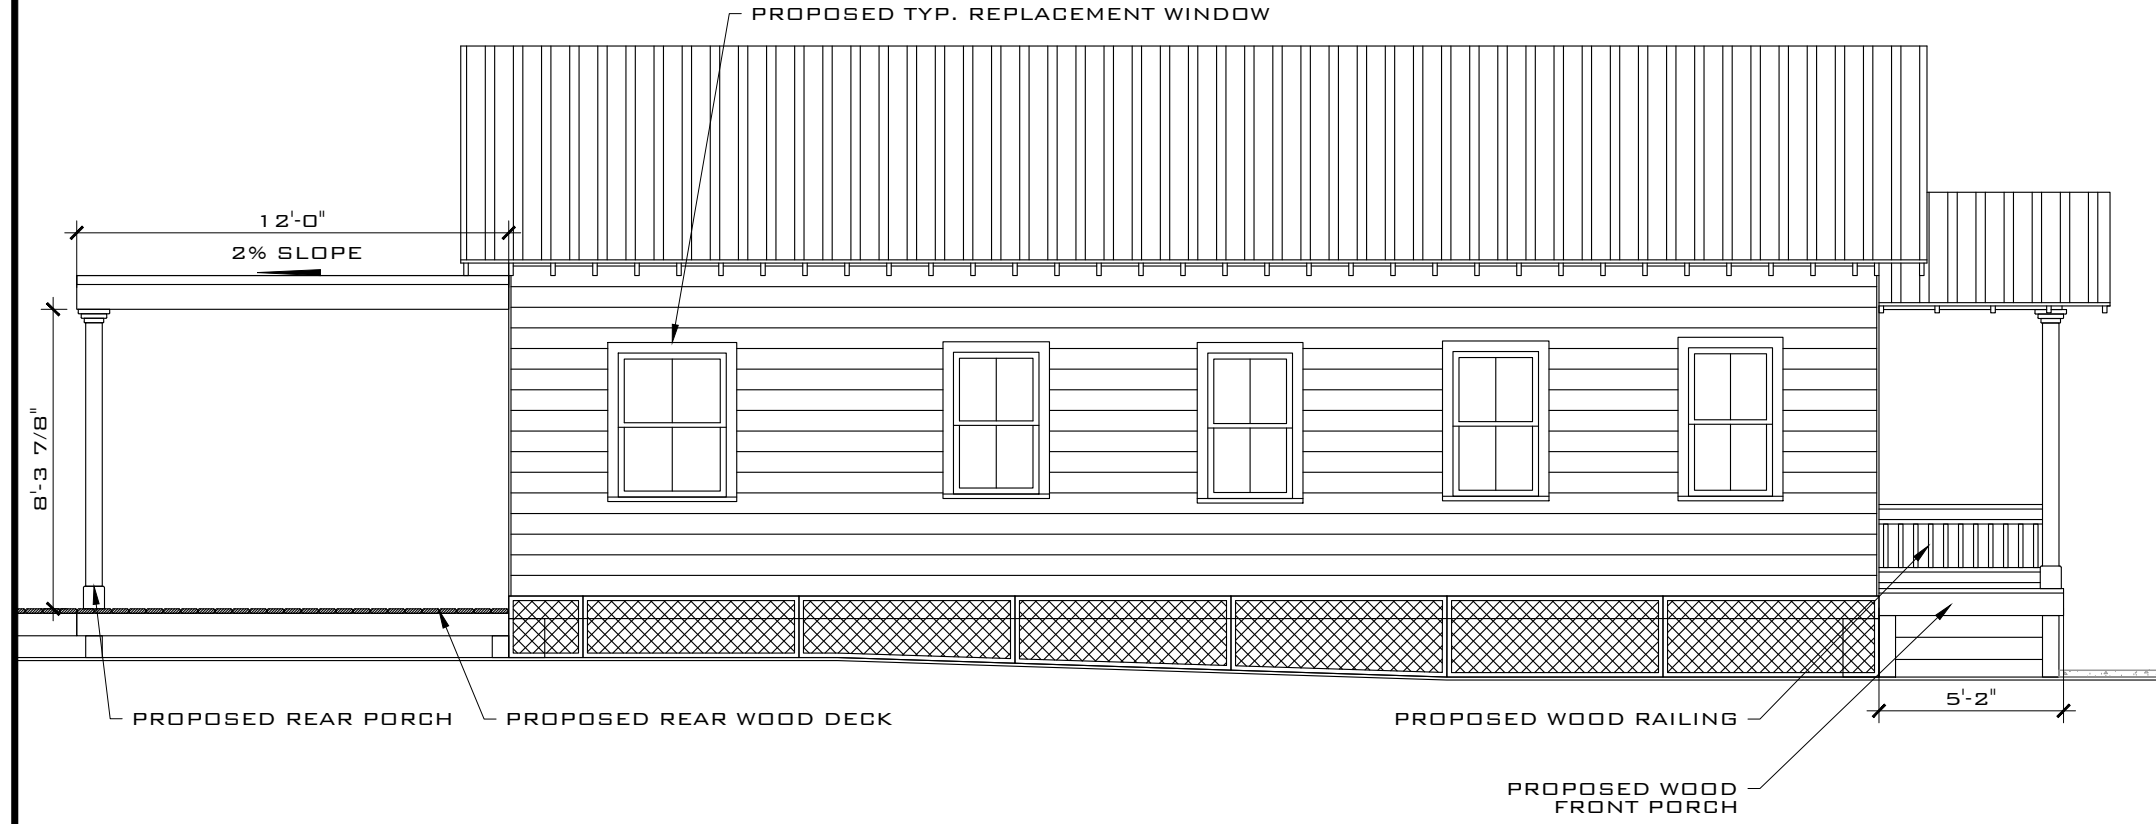 PROPOSED TYP. REPLACEMENT WINDOW
12'-0"
2% SLOPE
8'-3 7/8"
PROPOSED REAR PORCH
PROPOSED REAR WOOD DECK
PROPOSED WOOD RAILING
5'-2"
PROPOSED WOOD
FRONT PORCH